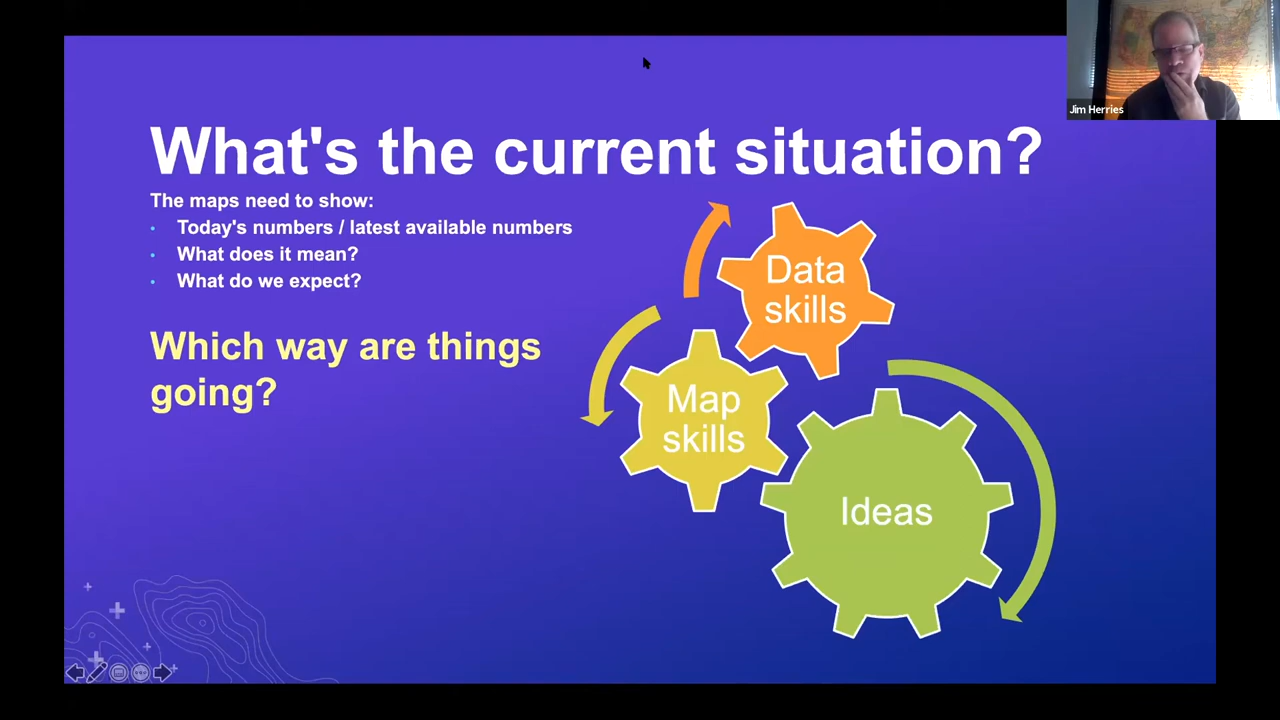 What's the current situation?
The maps need to show:
• Today's numbers / latest available numbers
• What does it mean?
• What do we expect?
Which way are things
going?
Data
skills
Map
skills
Ideas
Jim Herries